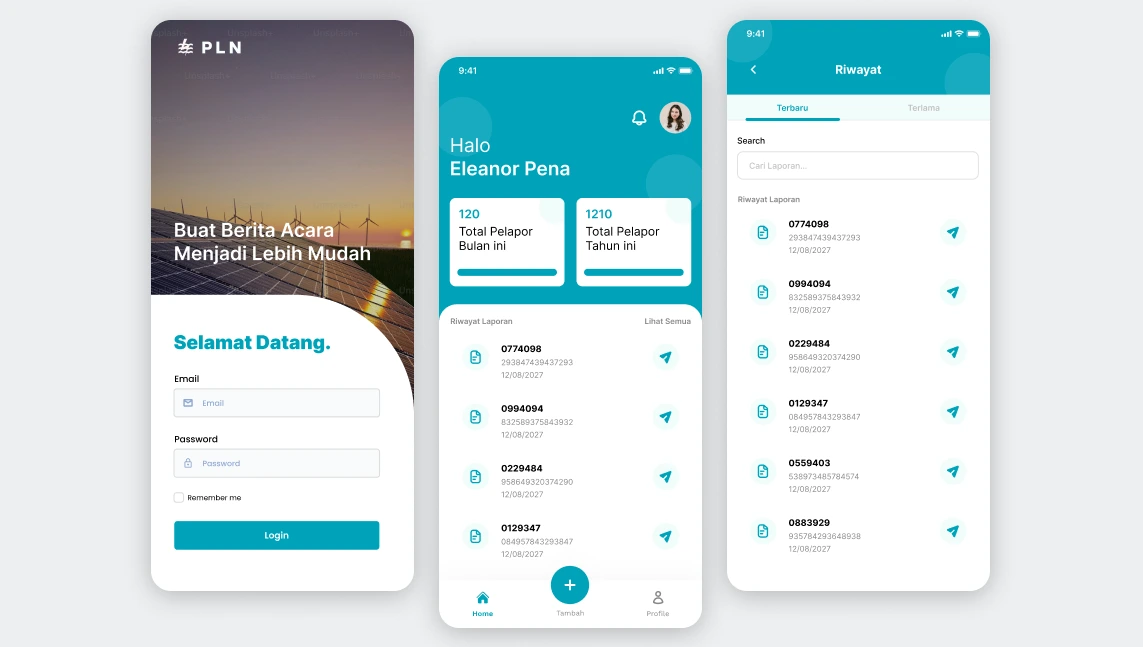 PLN
Buat Berita Acara
Menjadi Lebih Mudah
Selamat Datang.
Email
Email
Password
Password
Remember me
Login
9:41
Halo
Eleanor Pena
120
Total Pelapor
Bulan ini
1210
Total Pelapor
Tahun ini
Riwayat Laporan
Lihat Semua
0774098
293847439437293
12/08/2027
0994094
832589375843932
12/08/2027
0229484
958649320374290
12/08/2027
0129347
084957843293847
12/08/2027
Home
Tambah
Profile
9:41
Riwayat
Terbaru
Terlama
Search
Cari Laporan...
Riwayat Laporan
0774098
293847439437293
12/08/2027
0994094
832589375843932
12/08/2027
0229484
958649320374290
12/08/2027
0129347
084957843293847
12/08/2027
0559403
538973485784574
12/08/2027
0883929
935784293648938
12/08/2027